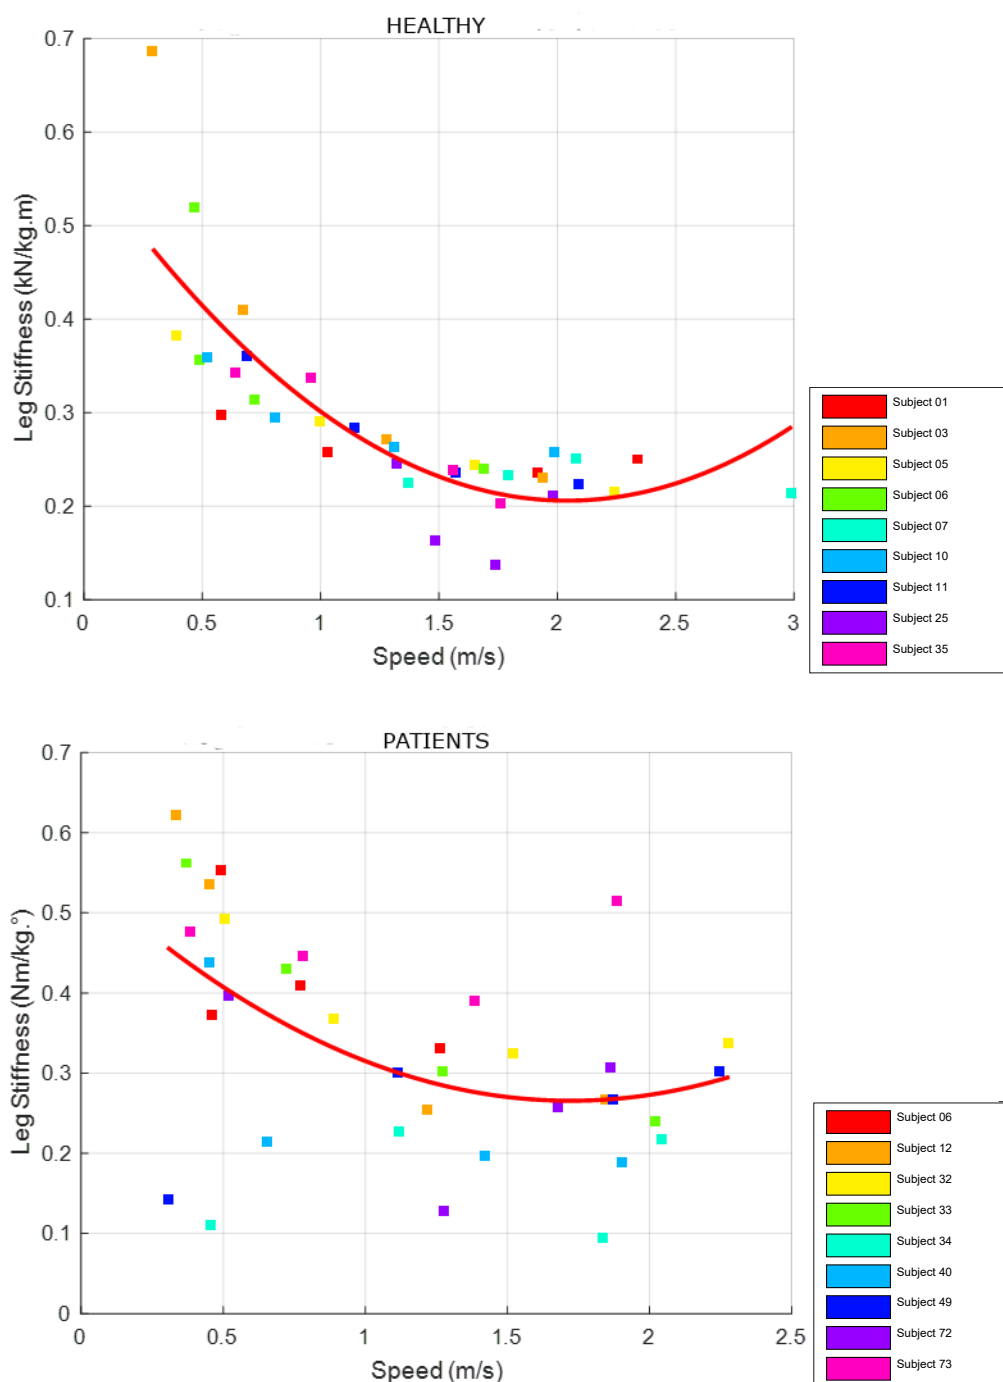 HEALTHY
0.7
0.6
0.5
0.4
0.3
0.2
0.1
Leg Stiffness (kN/kg.m)
0 0.5 1 1.5 2 2.5 3
Speed (m/s)
Subject 01
Subject 03
Subject 05
Subject 06
Subject 07
Subject 10
Subject 11
Subject 25
Subject 35
PATIENTS
0.7
0.6
0.5
0.4
0.3
0.2
0.1
0
Leg Stiffness (Nm/kg.°)
0 0.5 1 1.5 2 2.5
Speed (m/s)
Subject 06
Subject 12
Subject 32
Subject 33
Subject 34
Subject 40
Subject 49
Subject 72
Subject 73